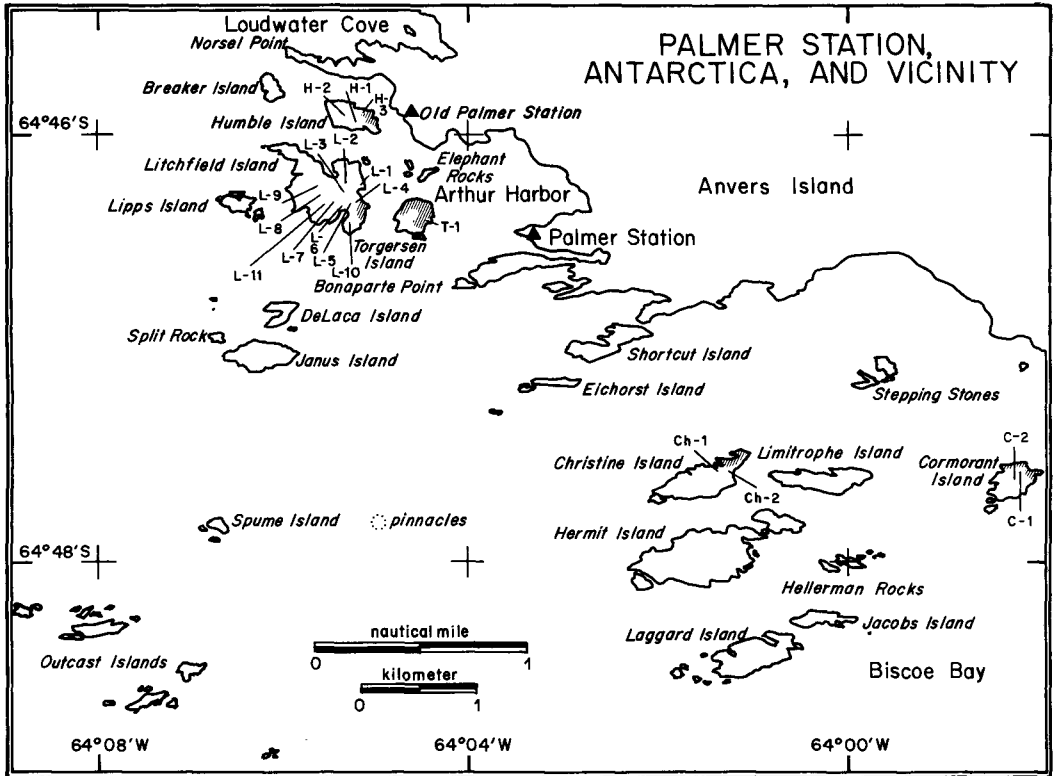 Loudwater Cove
Norsel Point
PALMER STATION,
ANTARCTICA, AND VICINITY
Breaker Island
H-2
H-1
H-3
Humble Island
Old Palmer Station
64°46'S
L-3
L-2
Litchfield Island
L-1
Elephant
Rocks
L-4
Arthur Harbor
Anvers Island
L-9
Lipps Island
L-8
T-1
Palmer Station
L-6
Torgersen
Island
L-7
L-5
L-11
L-10
Bonaparte Point
DeLaca Island
Split Rock
Janus Island
Shortcut Island
Eichorst Island
Stepping Stones
Ch-1
Limitrophe Island
C-2
Christine Island
Cormorant
Island
Ch-2
C-1
Spume Island
pinnacles
Hermit Island
64°48'S
Hellerman Rocks
Jacobs Island
Laggard Island
nautical mile
0 1
Outcast Islands
kilometer
0 1
Biscoe Bay
64°08'W
64°04'W
64°00'W